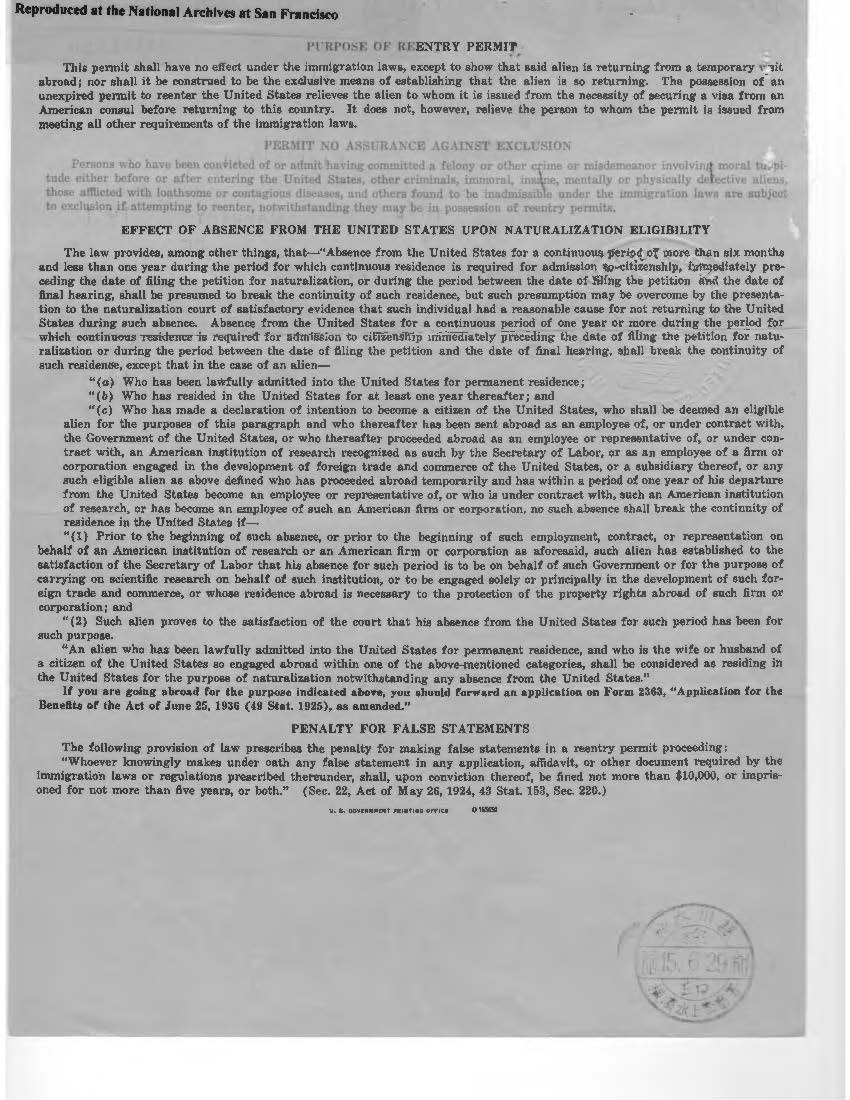 Reproduced at the National Archives at San Francisco
PURPOSE OF REENTRY PERMIT
This permit shall have no effect under the immigration laws, except to show that said alien is returning from a temporary visit
abroad; nor shall it be construed to be the exclusive means of establishing that the alien is so returning. The possession of an
unexpired permit to reenter the United States relieves the alien to whom it is issued from the necessity of securing a visa from an
American consul before returning to this country. It does not, however, relieve the person to whom the permit is issued from
meeting all other requirements of the immigration laws.
PERMIT NO ASSURANCE AGAINST EXCLUSION
Persons who have been convicted of or admit having committed a felony or other crime or misdemeanor involving moral turpi-
tude either before or after entering the United States, other criminals, immoral, insane, mentally or physically defective aliens,
those afflicted with loathsome or contagious diseases, and others found to be inadmissible under the immigration laws are subject
to exclusion if attempting to reenter, notwithstanding they may be in possession of reentry permits.
EFFECT OF ABSENCE FROM THE UNITED STATES UPON NATURALIZATION ELIGIBILITY
The law provides, among other things, that—"Absence from the United States for a continuous period of more than six months
and less than one year during the period for which continuous residence is required for admission to citizenship, immediately pre-
ceding the date of filing the petition for naturalization, or during the period between the date of filing the petition and the date of
final hearing, shall be presumed to break the continuity of such residence, but such presumption may be overcome by the presenta-
tion to the naturalization court of satisfactory evidence that such individual had a reasonable cause for not returning to the United
States during such absence. Absence from the United States for a continuous period of one year or more during the period for
which continuous residence is required for admission to citizenship immediately preceding the date of filing the petition for natu-
ralization or during the period between the date of filing the petition and the date of final hearing, shall break the continuity of
such residence, except that in the case of an alien—
"(a) Who has been lawfully admitted into the United States for permanent residence;
"(b) Who has resided in the United States for at least one year thereafter; and
"(c) Who has made a declaration of intention to become a citizen of the United States, who shall be deemed an eligible
alien for the purposes of this paragraph and who thereafter has been sent abroad as an employee of, or under contract with,
the Government of the United States, or who thereafter proceeded abroad as an employee or representative of, or under con-
tract with, an American institution of research recognized as such by the Secretary of Labor, or as an employee of a firm or
corporation engaged in the development of foreign trade and commerce of the United States, or a subsidiary thereof, or any
such eligible alien as above defined who has proceeded abroad temporarily and has within a period of one year of his departure
from the United States become an employee or representative of, or who is under contract with, such an American institution
of research, or has become an employee of such an American firm or corporation, no such absence shall break the continuity of
residence in the United States if—
"(1) Prior to the beginning of such absence, or prior to the beginning of such employment, contract, or representation on
behalf of an American institution of research or an American firm or corporation as aforesaid, such alien has established to the
satisfaction of the Secretary of Labor that his absence for such period is to be on behalf of such Government or for the purpose of
carrying on scientific research on behalf of such institution, or to be engaged solely or principally in the development of such for-
eign trade and commerce, or whose residence abroad is necessary to the protection of the property rights abroad of such firm or
corporation; and
"(2) Such alien proves to the satisfaction of the court that his absence from the United States for such period has been for
such purpose.
"An alien who has been lawfully admitted into the United States for permanent residence, and who is the wife or husband of
a citizen of the United States so engaged abroad within one of the above-mentioned categories, shall be considered as residing in
the United States for the purpose of naturalization notwithstanding any absence from the United States."
If you are going abroad for the purpose indicated above, you should forward an application on Form 2363, "Application for the
Benefits of the Act of June 25, 1936 (49 Stat. 1925), as amended."
PENALTY FOR FALSE STATEMENTS
The following provision of law prescribes the penalty for making false statements in a reentry permit proceeding:
"Whoever knowingly makes under oath any false statement in any application, affidavit, or other document required by the
immigration laws or regulations prescribed thereunder, shall, upon conviction thereof, be fined not more than $10,000, or impris-
oned for not more than five years, or both." (Sec. 22, Act of May 26, 1924, 43 Stat. 153, Sec. 220.)
U. S. GOVERNMENT PRINTING OFFICE
15. 6. 29